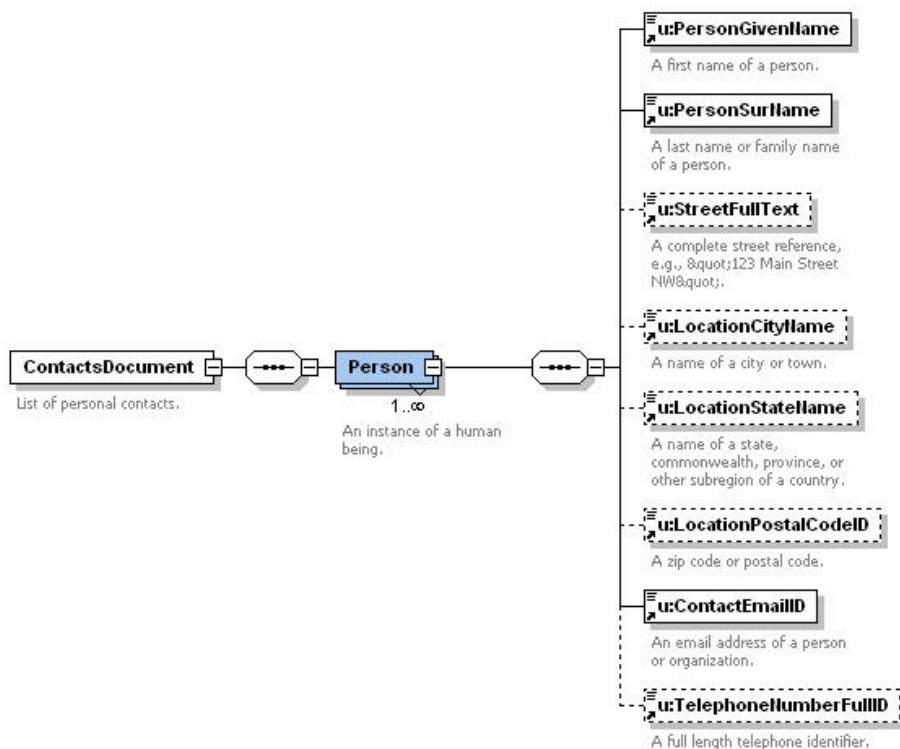 u:PersonGivenName
A first name of a person.
u:PersonSurName
A last name or family name
of a person.
u:StreetFullText
A complete street reference,
e.g., &quot;123 Main Street
NW&quot;.
u:LocationCityName
A name of a city or town.
ContactsDocument
List of personal contacts.
Person
1..∞
An instance of a human
being.
u:LocationStateName
A name of a state,
commonwealth, province, or
other subregion of a country.
u:LocationPostalCodeID
A zip code or postal code.
u:ContactEmailID
An email address of a person
or organization.
u:TelephoneNumberFullID
A full length telephone identifier.